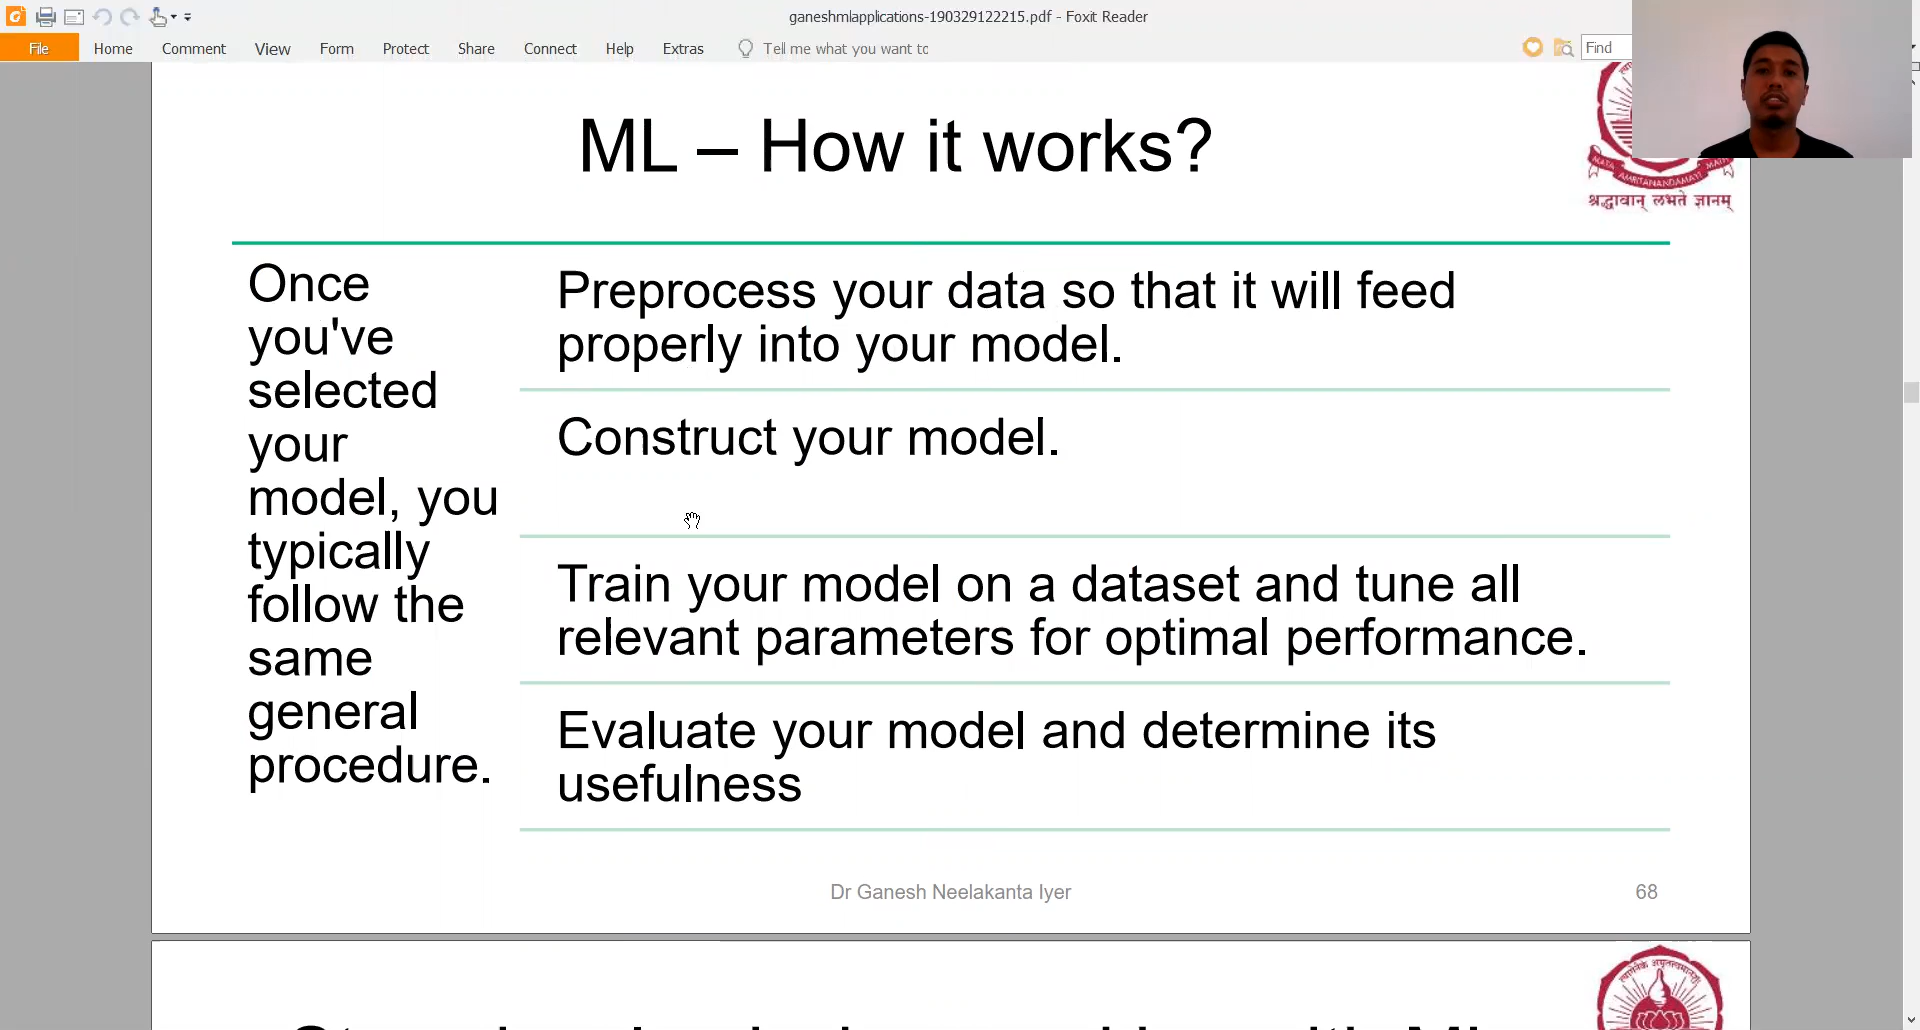 ganeshmlapplications-190329122215.pdf - Foxit Reader
File Home Comment View Form Protect Share Connect Help Extras Tell me what you want to Find
ML – How it works?
MATA AMRITANANDAMAYI MATH
श्रद्धावान् लभते ज्ञानम्
Once
you've
selected
your
model, you
typically
follow the
same
general
procedure.
Preprocess your data so that it will feed
properly into your model.
Construct your model.
Train your model on a dataset and tune all
relevant parameters for optimal performance.
Evaluate your model and determine its
usefulness
Dr Ganesh Neelakanta Iyer
68